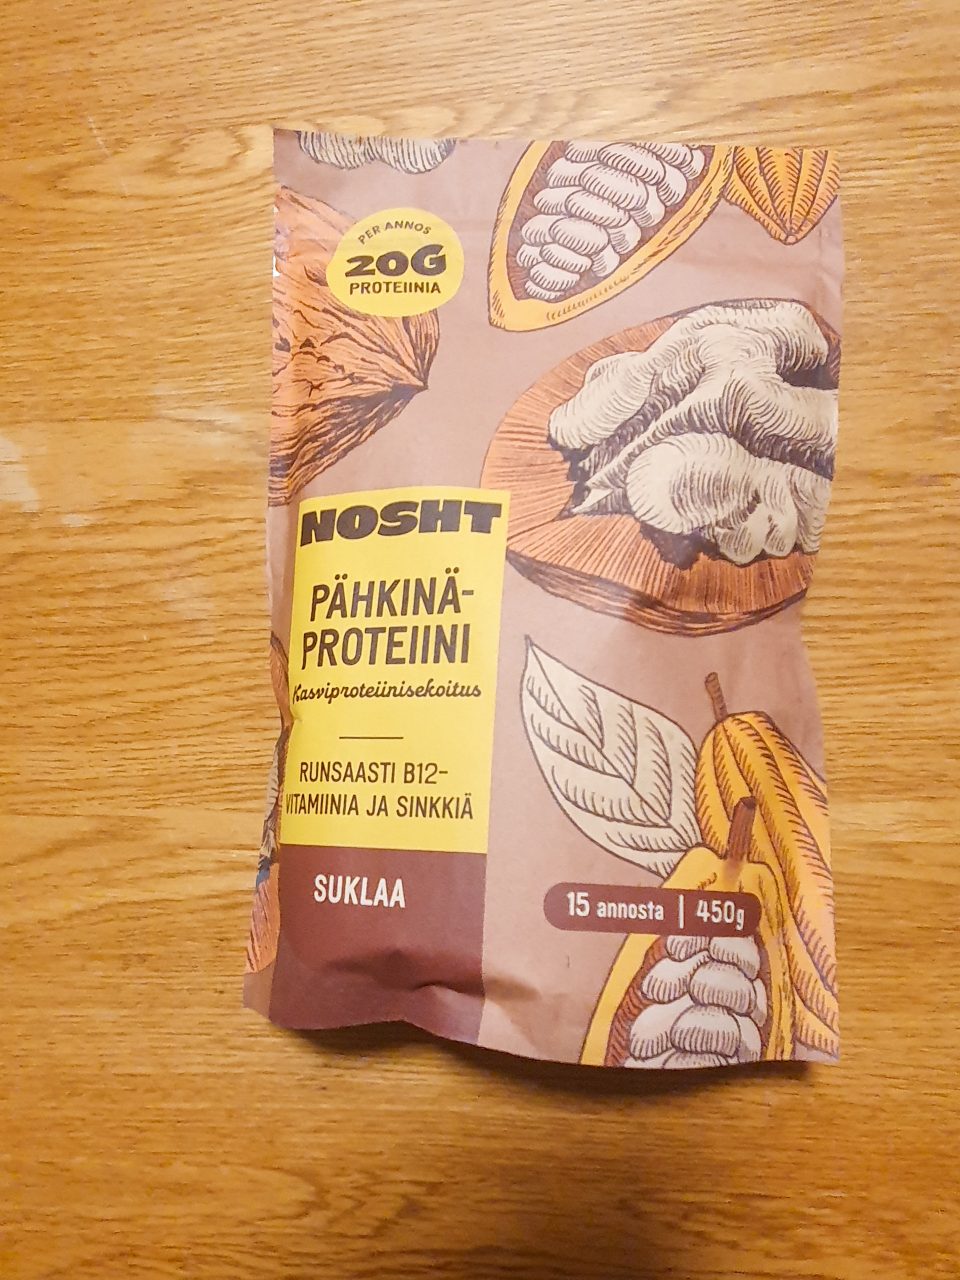 PER ANNOS
20G
PROTEIINIA
NOSHT
PÄHKINÄ-
PROTEIINI
Kasviproteiinisekoitus
RUNSAASTI B12-
VITAMIINIA JA SINKKIÄ
SUKLAA
15 annosta | 450g